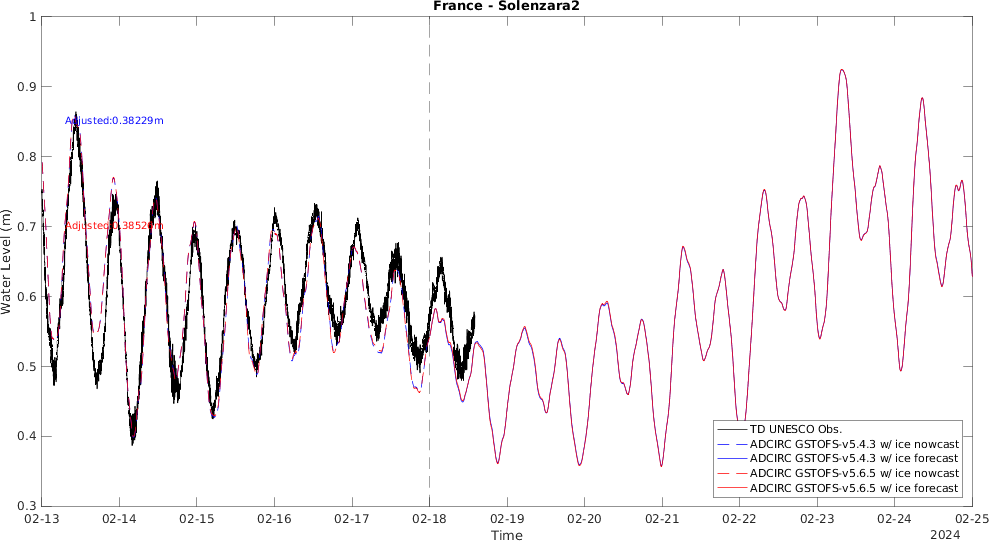 France - Solenzara2
Water Level (m)
1
0.9
0.8
0.7
0.6
0.5
0.4
0.3
Adjusted:0.38229m
Adjusted:0.38526m
02-13
02-14
02-15
02-16
02-17
02-18
02-19
02-20
02-21
02-22
02-23
02-24
02-25
Time
2024
TD UNESCO Obs.
ADCIRC GSTOFS-v5.4.3 w/ ice nowcast
ADCIRC GSTOFS-v5.4.3 w/ ice forecast
ADCIRC GSTOFS-v5.6.5 w/ ice nowcast
ADCIRC GSTOFS-v5.6.5 w/ ice forecast